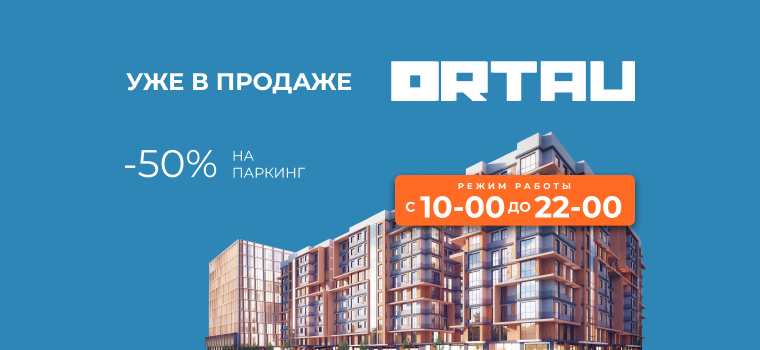 УЖЕ В ПРОДАЖЕ
ORTAU
-50% НА ПАРКИНГ
РЕЖИМ РАБОТЫ
С 10-00 ДО 22-00